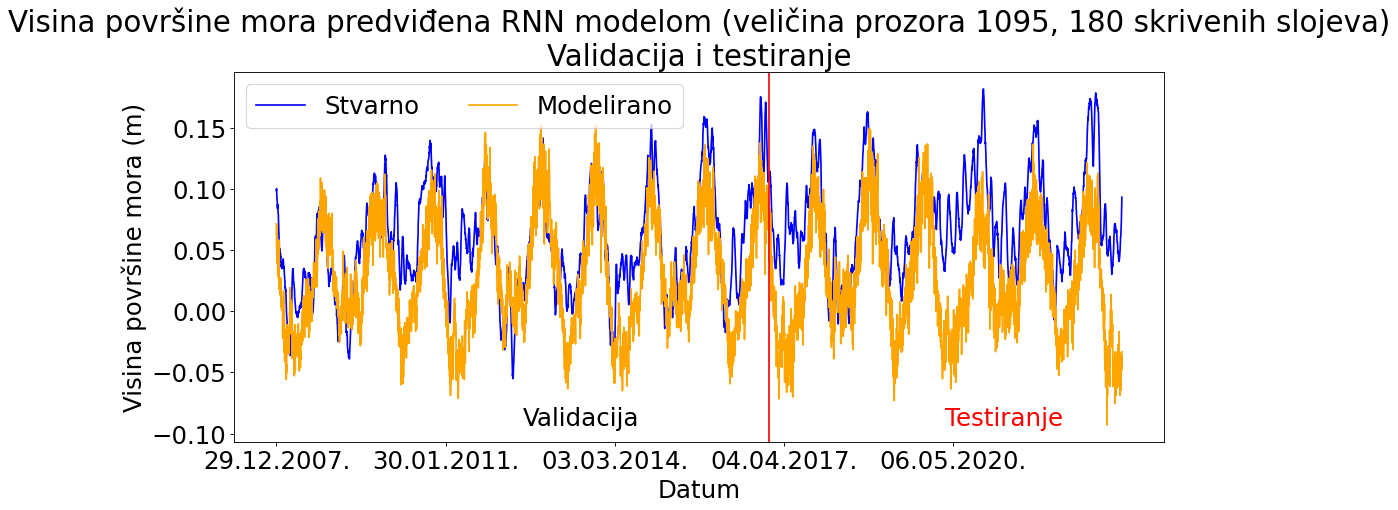 Visina površine mora predviđena RNN modelom (veličina prozora 1095, 180 skrivenih slojeva)
Validacija i testiranje
Stvarno Modelirano
Visina površine mora (m)
0.15
0.10
0.05
0.00
−0.05
−0.10
Validacija Testiranje
29.12.2007. 30.01.2011. 03.03.2014. 04.04.2017. 06.05.2020.
Datum